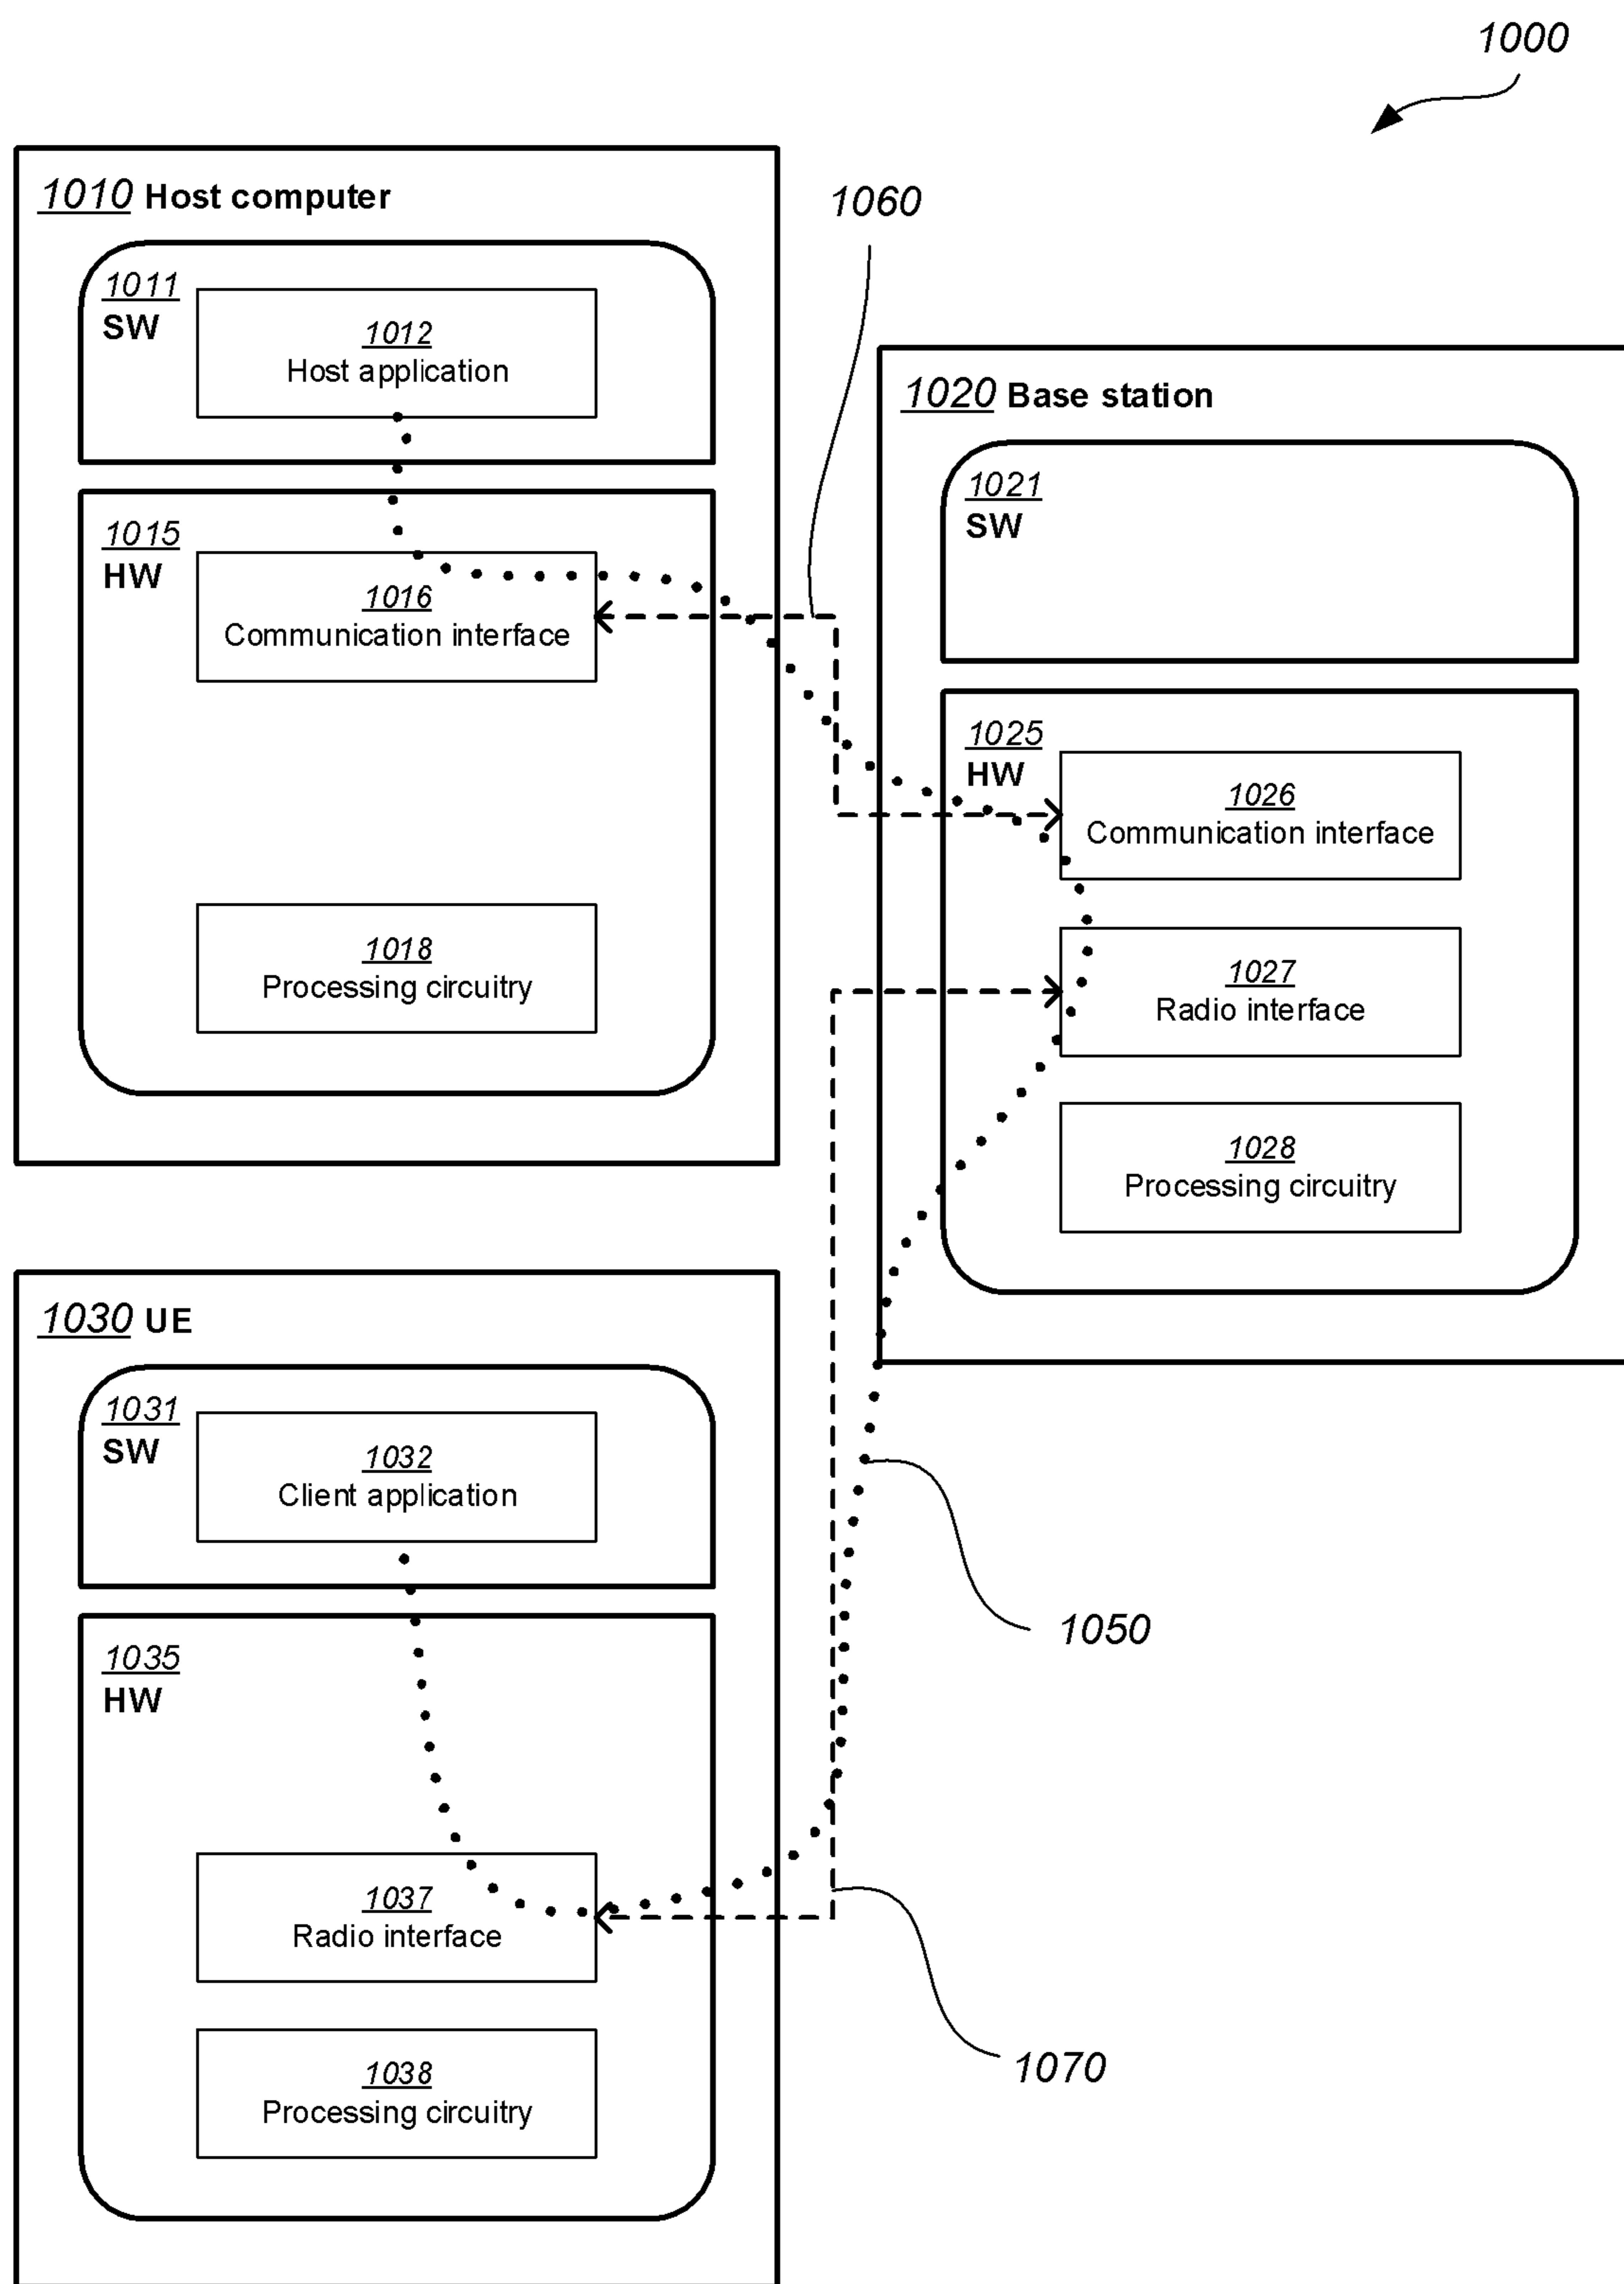 1000
1010 Host computer
1011
SW
1012
Host application
1015
HW
1016
Communication interface
1018
Processing circuitry
1060
1020 Base station
1021
SW
1025
HW
1026
Communication interface
1027
Radio interface
1028
Processing circuitry
1030 UE
1031
SW
1032
Client application
1035
HW
1037
Radio interface
1038
Processing circuitry
1050
1070